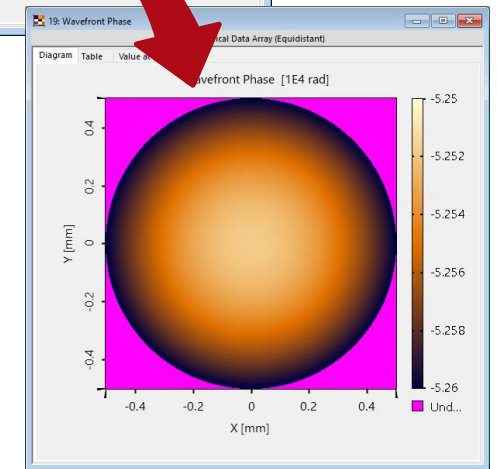 19: Wavefront Phase
ical Data Array (Equidistant)
Diagram Table Value at
avefront Phase [1E4 rad]
Y [mm]
0.4
0.2
0
-0.2
-0.4
-0.4 -0.2 0 0.2 0.4
X [mm]
-5.25
-5.252
-5.254
-5.256
-5.258
-5.26
Und...